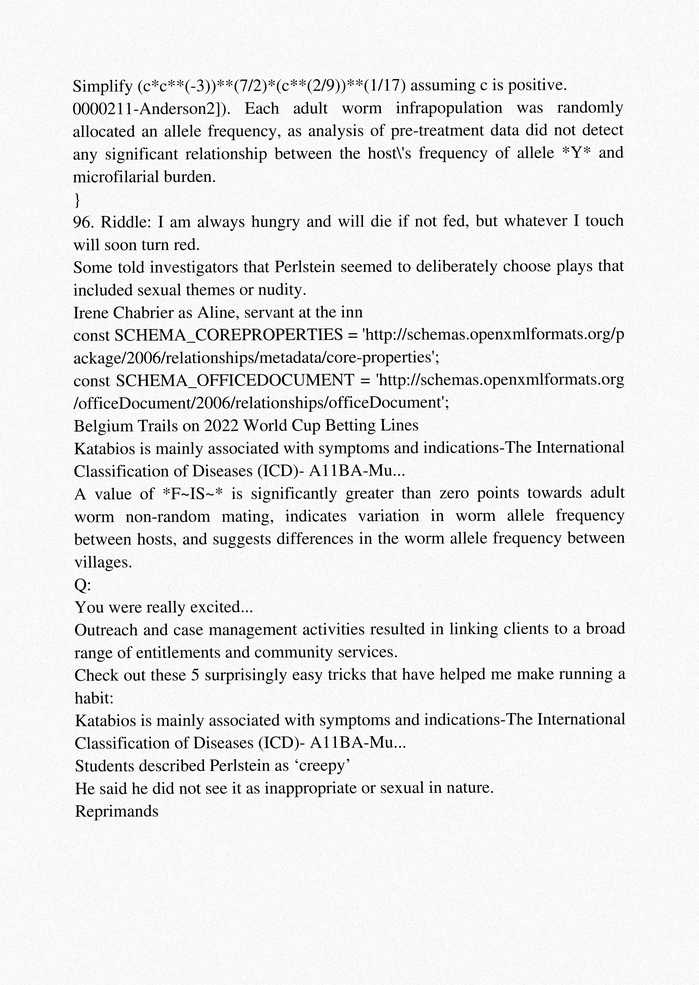 Simplify (c*c**(-3))**(7/2)*(c**(2/9))**(1/17) assuming c is positive.
0000211-Anderson2]). Each adult worm infrapopulation was randomly
allocated an allele frequency, as analysis of pre-treatment data did not detect
any significant relationship between the host\'s frequency of allele *Y* and
microfilarial burden.
}
96. Riddle: I am always hungry and will die if not fed, but whatever I touch
will soon turn red.
Some told investigators that Perlstein seemed to deliberately choose plays that
included sexual themes or nudity.
Irene Chabrier as Aline, servant at the inn
const SCHEMA_COREPROPERTIES = 'http://schemas.openxmlformats.org/p
ackage/2006/relationships/metadata/core-properties';
const SCHEMA_OFFICEDOCUMENT = 'http://schemas.openxmlformats.org
/officeDocument/2006/relationships/officeDocument';
Belgium Trails on 2022 World Cup Betting Lines
Katabios is mainly associated with symptoms and indications-The International
Classification of Diseases (ICD)- A11BA-Mu...
A value of *F~IS~* is significantly greater than zero points towards adult
worm non-random mating, indicates variation in worm allele frequency
between hosts, and suggests differences in the worm allele frequency between
villages.
Q:
You were really excited...
Outreach and case management activities resulted in linking clients to a broad
range of entitlements and community services.
Check out these 5 surprisingly easy tricks that have helped me make running a
habit:
Katabios is mainly associated with symptoms and indications-The International
Classification of Diseases (ICD)- A11BA-Mu...
Students described Perlstein as ‘creepy’
He said he did not see it as inappropriate or sexual in nature.
Reprimands